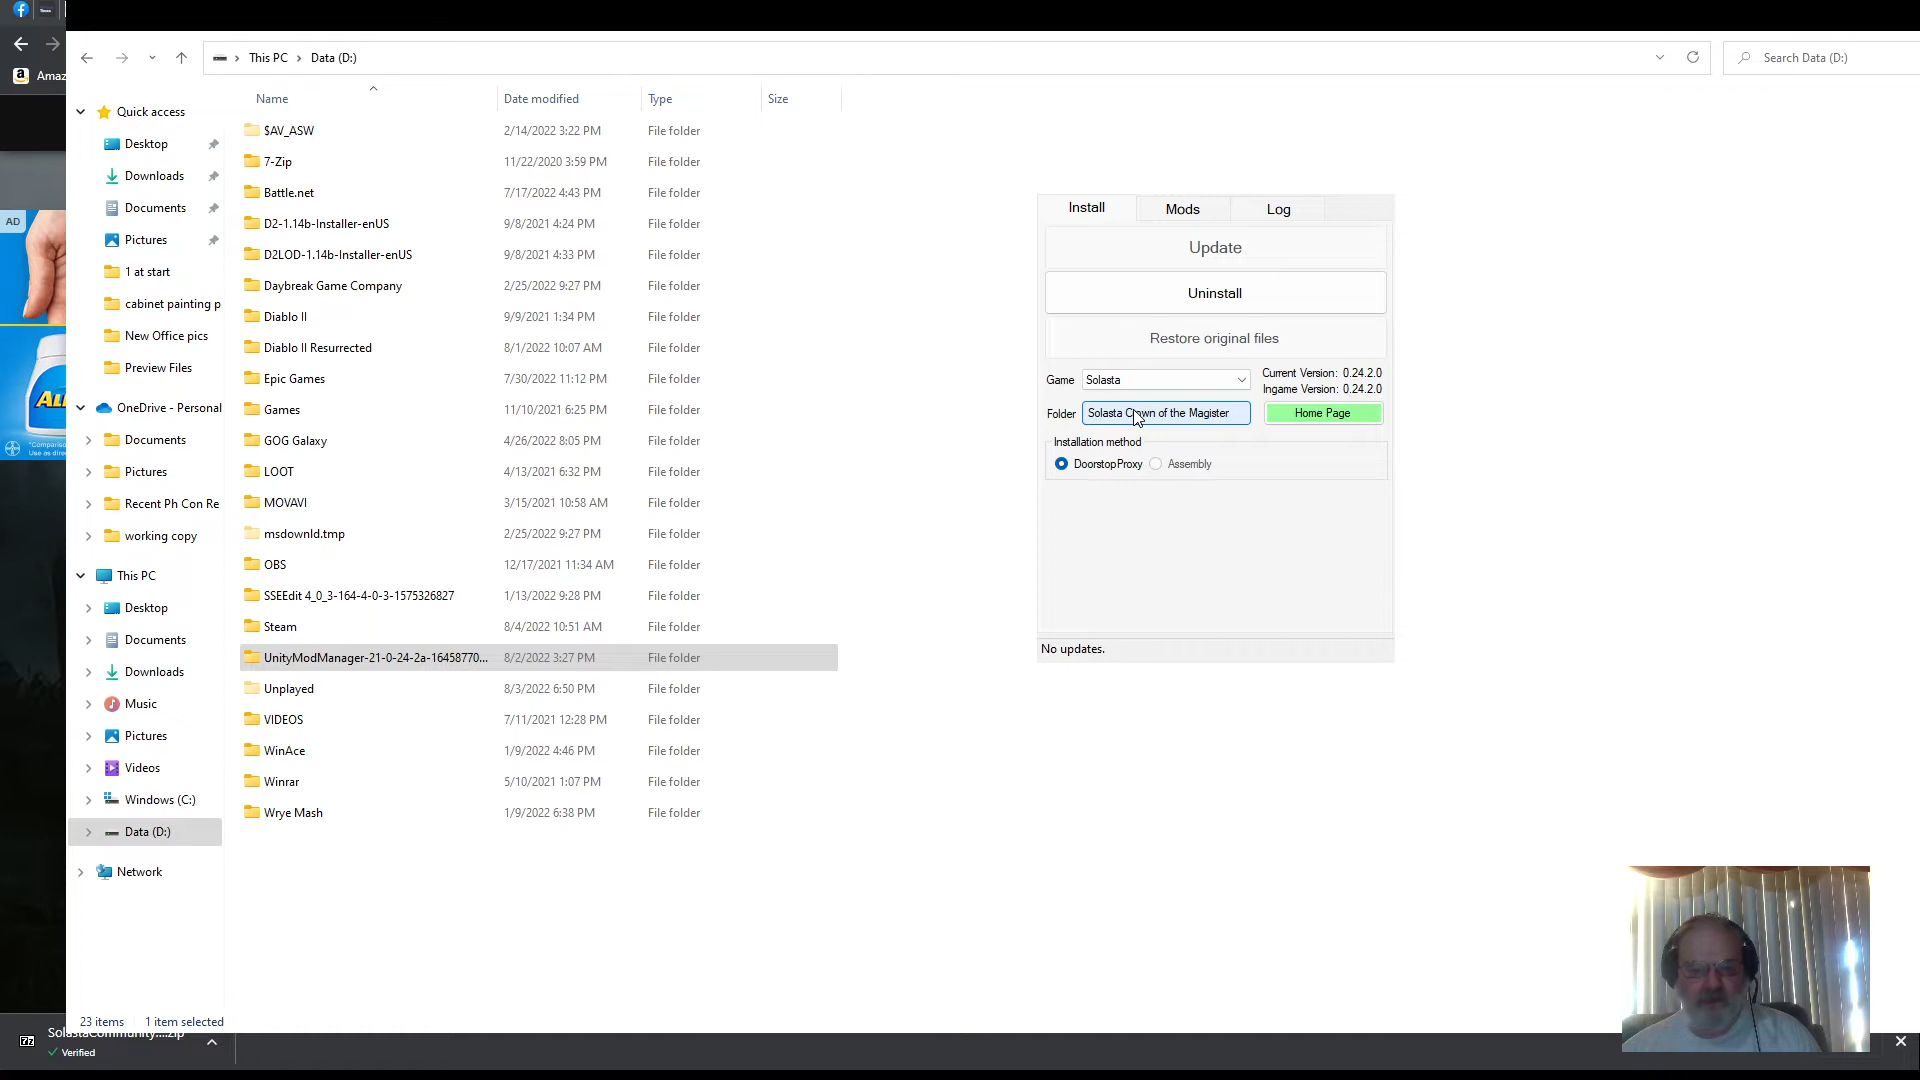 Amaz
This PC > Data (D:)
Search Data (D:)
Name
Date modified
Type
Size
Quick access
Desktop
Downloads
Documents
Pictures
1 at start
cabinet painting p
New Office pics
Preview Files
OneDrive - Personal
Documents
Pictures
Recent Ph Con Re
working copy
This PC
Desktop
Documents
Downloads
Music
Pictures
Videos
Windows (C:)
Data (D:)
Network
$AV_ASW 2/14/2022 3:22 PM File folder
7-Zip 11/22/2020 3:59 PM File folder
Battle.net 7/17/2022 4:43 PM File folder
D2-1.14b-Installer-enUS 9/8/2021 4:24 PM File folder
D2LOD-1.14b-Installer-enUS 9/8/2021 4:33 PM File folder
Daybreak Game Company 2/25/2022 9:27 PM File folder
Diablo II 9/9/2021 1:34 PM File folder
Diablo II Resurrected 8/1/2022 10:07 AM File folder
Epic Games 7/30/2022 11:12 PM File folder
Games 11/10/2021 6:25 PM File folder
GOG Galaxy 4/26/2022 8:05 PM File folder
LOOT 4/13/2021 6:32 PM File folder
MOVAVI 3/15/2021 10:58 AM File folder
msdownld.tmp 2/25/2022 9:27 PM File folder
OBS 12/17/2021 11:34 AM File folder
SSEEdit 4_0_3-164-4-0-3-1575326827 1/13/2022 9:28 PM File folder
Steam 8/4/2022 10:51 AM File folder
UnityModManager-21-0-24-2a-16458770... 8/2/2022 3:27 PM File folder
Unplayed 8/3/2022 6:50 PM File folder
VIDEOS 7/11/2021 12:28 PM File folder
WinAce 1/9/2022 4:46 PM File folder
Winrar 5/10/2021 1:07 PM File folder
Wrye Mash 1/9/2022 6:38 PM File folder
Install Mods Log
Update
Uninstall
Restore original files
Game Solasta
Current Version: 0.24.2.0
Ingame Version: 0.24.2.0
Folder Solasta Crown of the Magister
Home Page
Installation method
DoorstopProxy Assembly
No updates.
AD
ALE
23 items 1 item selected
SolastaCommunity....zip
Verified